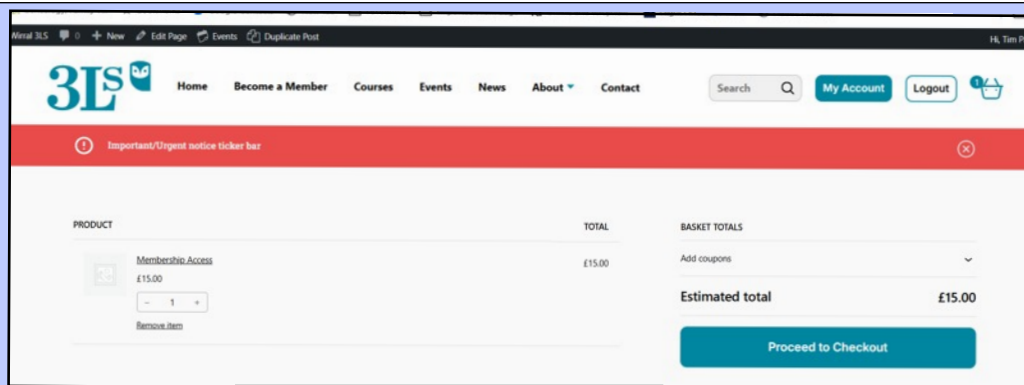 Wirral 3LS 0 + New Edit Page Events Duplicate Post Hi, Tim P
3Ls Home Become a Member Courses Events News About Contact Search My Account Logout 1
Important/Urgent notice ticker bar
PRODUCT TOTAL BASKET TOTALS
Membership Access £15.00 Add coupons
£15.00
− 1 + Estimated total £15.00
Remove item
Proceed to Checkout